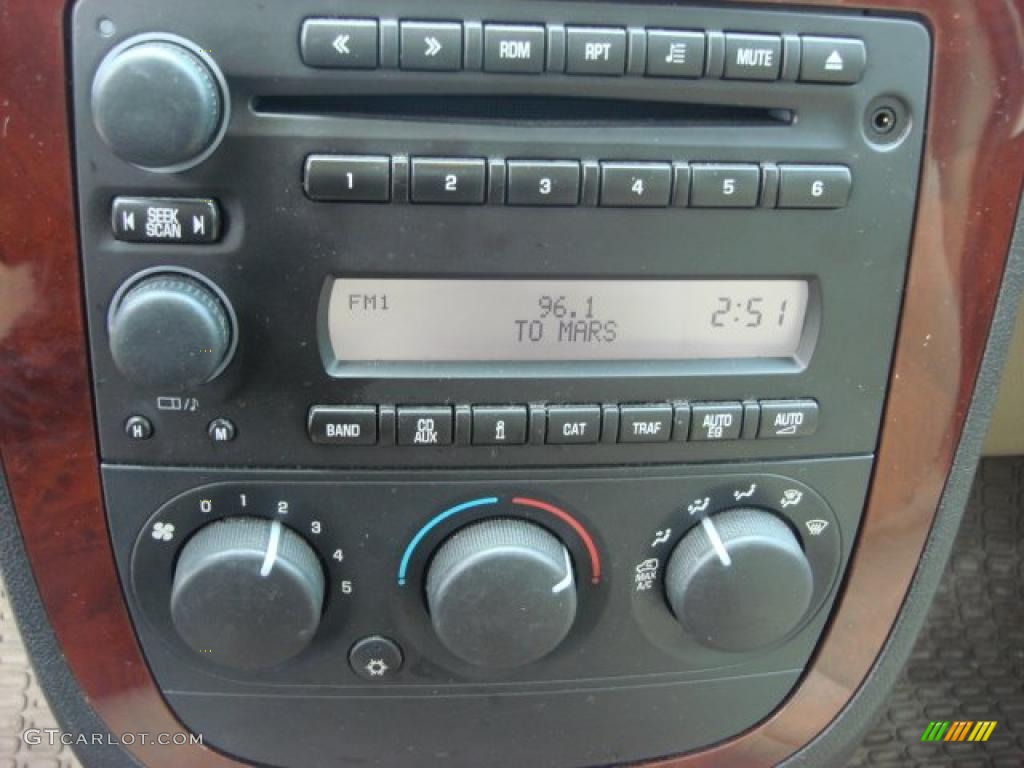 RDM RPT MUTE
1 2 3 4 5 6
SEEK
SCAN
FM1 96.1 2:51
TO MARS
H M
BAND CD AUX i CAT TRAF AUTO EQ AUTO
0 1 2 3 4 5
MAX
A/C
GTCARLOT.COM